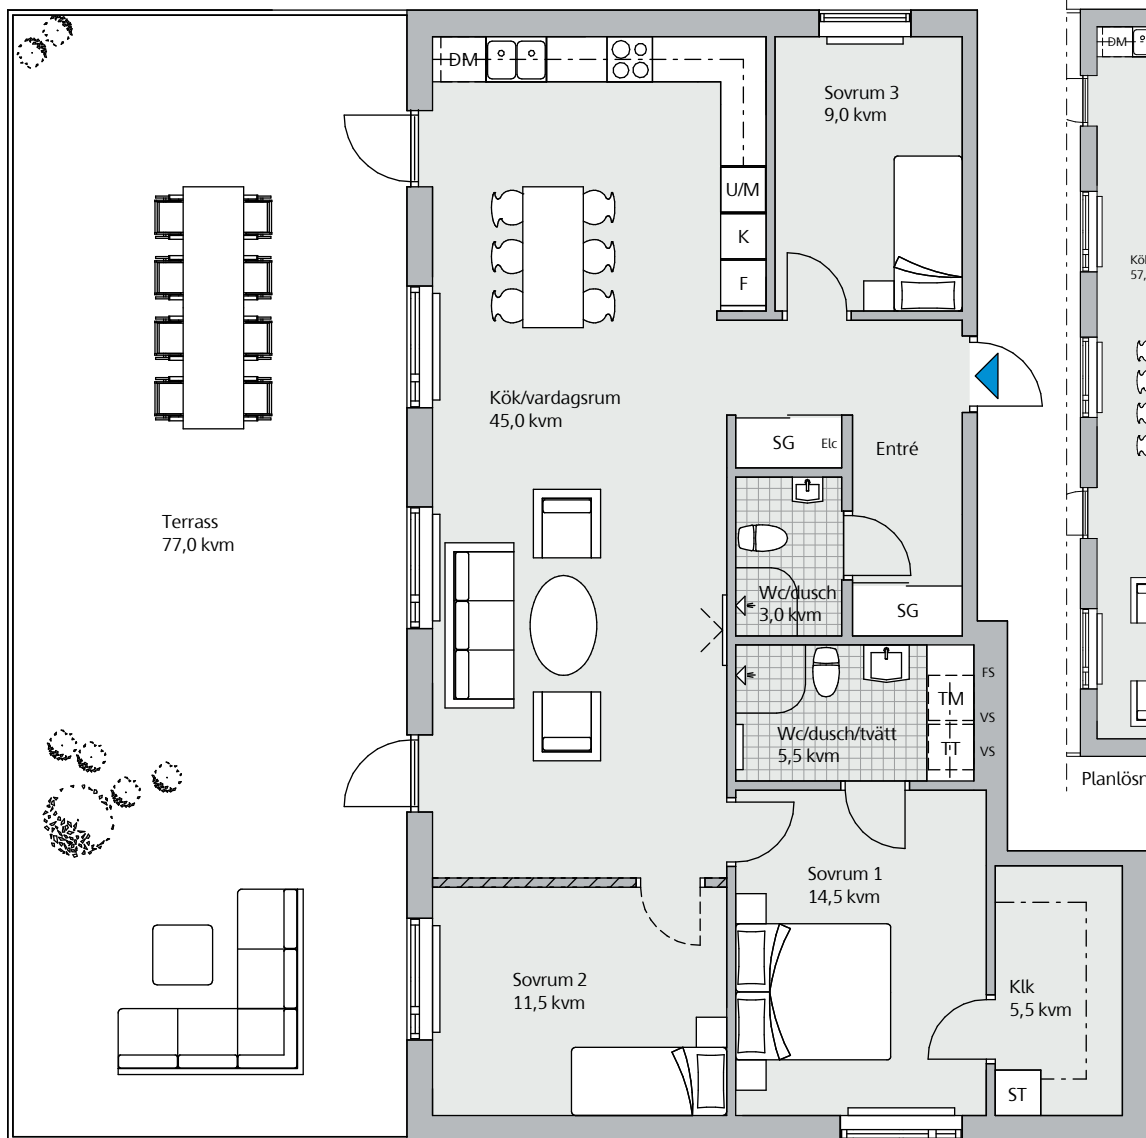 DM
Sovrum 3
9,0 kvm
U/M
K
F
Kök/vardagsrum
45,0 kvm
SG
Elc
Entré
Terrass
77,0 kvm
Wc/dusch
3,0 kvm
SG
FS
TM
VS
Wc/dusch/tvätt
5,5 kvm
TT
VS
Sovrum 1
14,5 kvm
Sovrum 2
11,5 kvm
Klk
5,5 kvm
ST
DM
Kö
57,
Planlösn